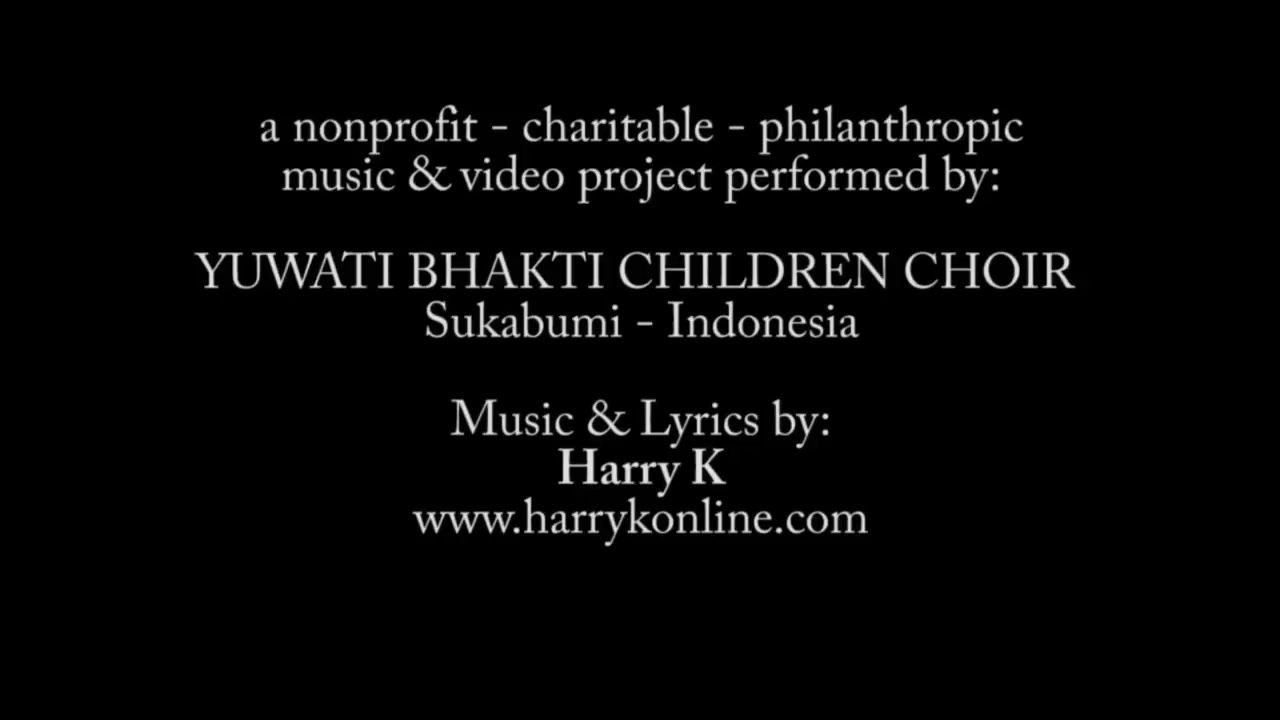 a nonprofit - charitable - philanthropic
music & video project performed by:
YUWATI BHAKTI CHILDREN CHOIR
Sukabumi - Indonesia
Music & Lyrics by:
Harry K
www.harrykonline.com